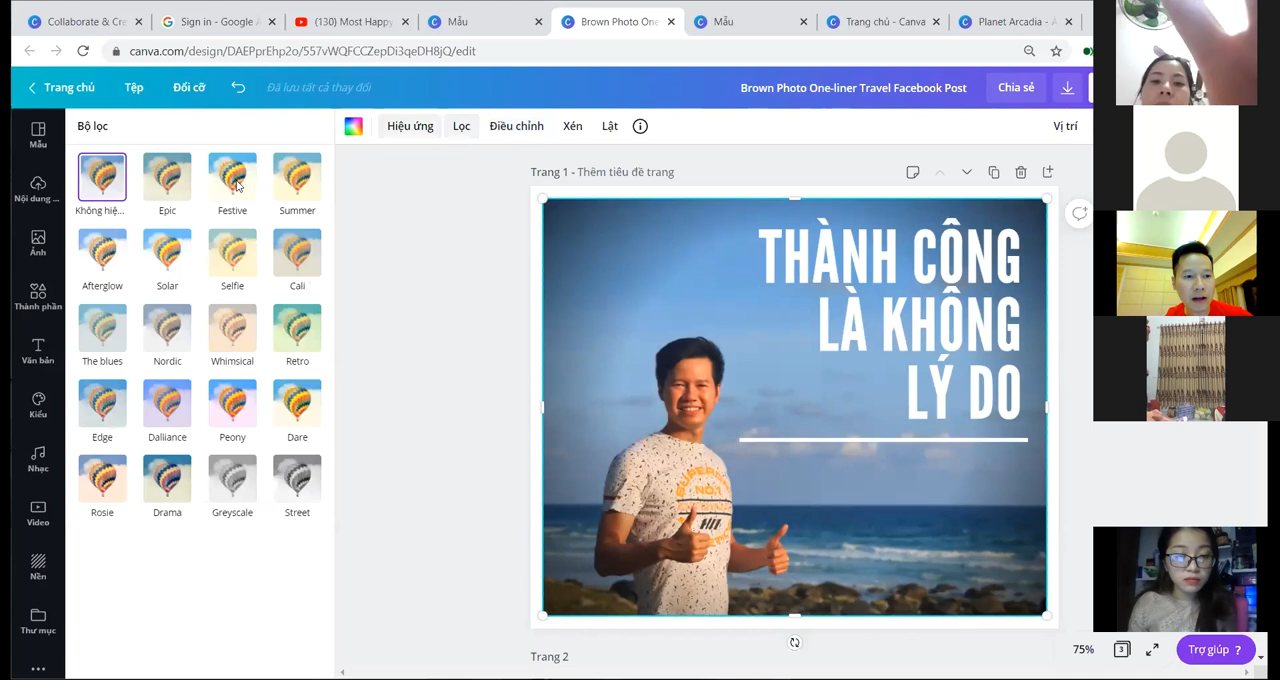 Collaborate & Cre
Sign in - Google A
(130) Most Happy
Mẫu
Brown Photo One
Mẫu
Trang chủ - Canva
Planet Arcadia - A
canva.com/design/DAEPprEhp2o/557vWQFCCZepDi3qeDH8jQ/edit
Trang chủ
Tệp
Đổi cỡ
Đã lưu tất cả thay đổi
Brown Photo One-liner Travel Facebook Post
Chia sẻ
Mẫu
Nội dung ...
Ảnh
Thành phần
Văn bản
Kiểu
Nhạc
Video
Nền
Thư mục
Bộ lọc
Không hiệ...
Epic
Festive
Summer
Afterglow
Solar
Selfie
Cali
The blues
Nordic
Whimsical
Retro
Edge
Dalliance
Peony
Dare
Rosie
Drama
Greyscale
Street
Hiệu ứng
Lọc
Điều chỉnh
Xén
Lật
Vị trí
Trang 1 - Thêm tiêu đề trang
THÀNH CÔNG
LÀ KHÔNG
LÝ DO
NO.1
Trang 2
75%
3
Trợ giúp ?